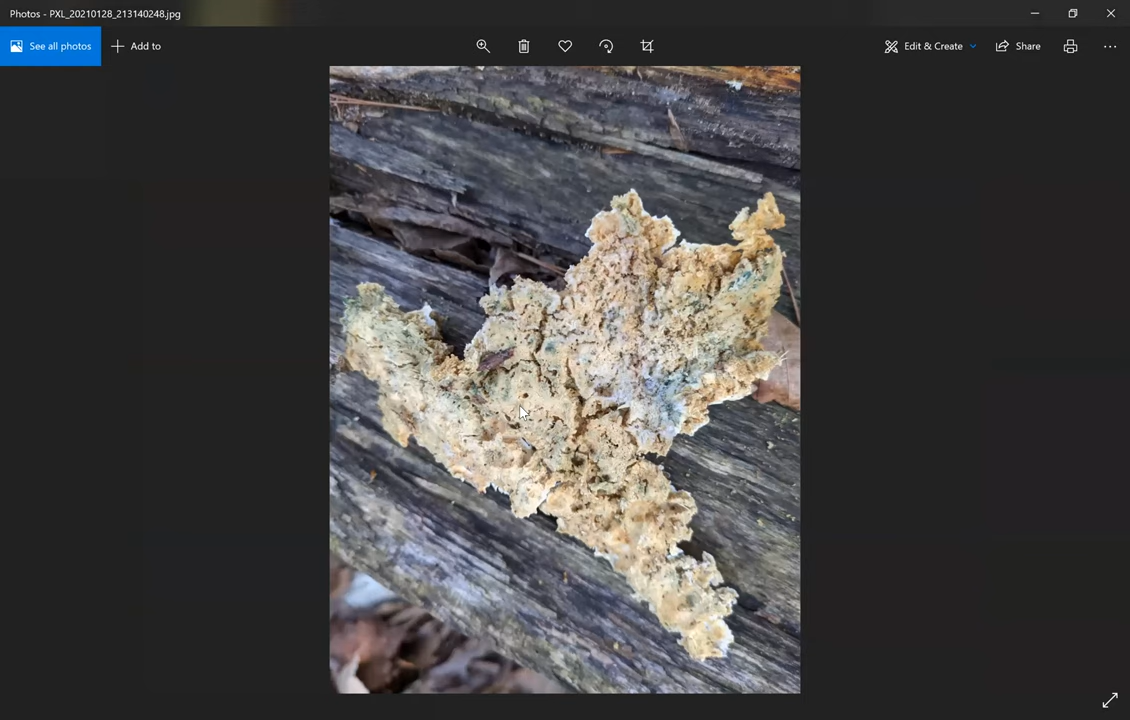 Photos - PXL_20210128_213140248.jpg
See all photos
Add to
Edit & Create
Share